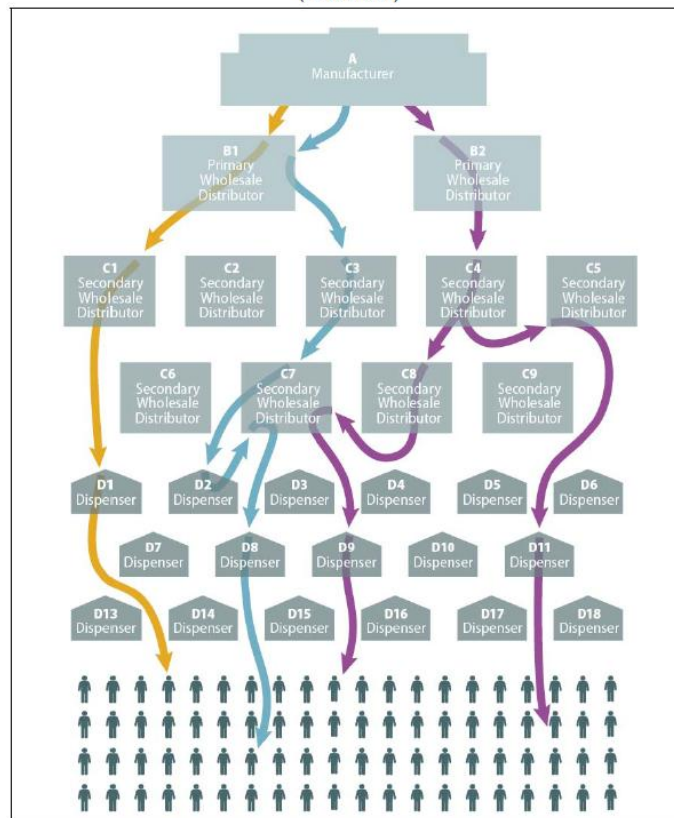 A
Manufacturer
B1
Primary
Wholesale
Distributor
B2
Primary
Wholesale
Distributor
C1
Secondary
Wholesale
Distributor
C2
Secondary
Wholesale
Distributor
C3
Secondary
Wholesale
Distributor
C4
Secondary
Wholesale
Distributor
C5
Secondary
Wholesale
Distributor
C6
Secondary
Wholesale
Distributor
C7
Secondary
Wholesale
Distributor
C8
Secondary
Wholesale
Distributor
C9
Secondary
Wholesale
Distributor
D1
Dispenser
D2
Dispenser
D3
Dispenser
D4
Dispenser
D5
Dispenser
D6
Dispenser
D7
Dispenser
D8
Dispenser
D9
Dispenser
D10
Dispenser
D11
Dispenser
D13
Dispenser
D14
Dispenser
D15
Dispenser
D16
Dispenser
D17
Dispenser
D18
Dispenser